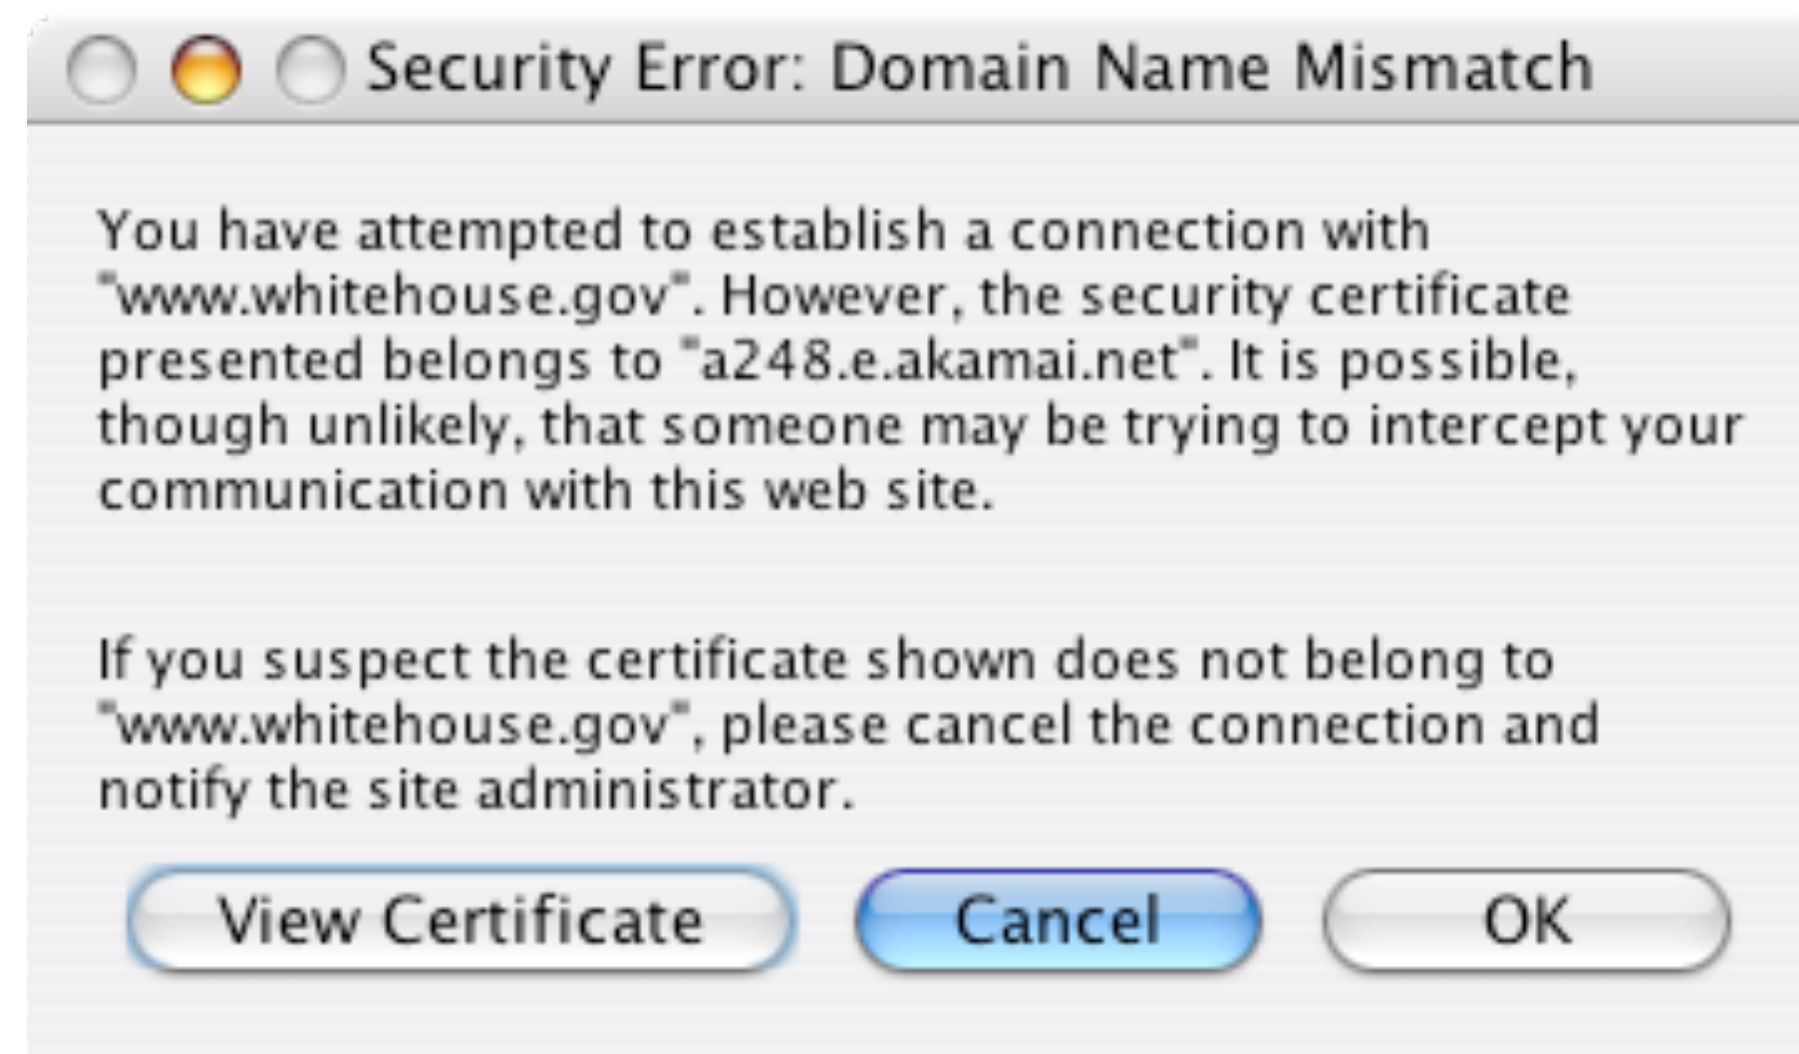 Security Error: Domain Name Mismatch
You have attempted to establish a connection with
"www.whitehouse.gov". However, the security certificate
presented belongs to "a248.e.akamai.net". It is possible,
though unlikely, that someone may be trying to intercept your
communication with this web site.
If you suspect the certificate shown does not belong to
"www.whitehouse.gov", please cancel the connection and
notify the site administrator.
View Certificate Cancel OK